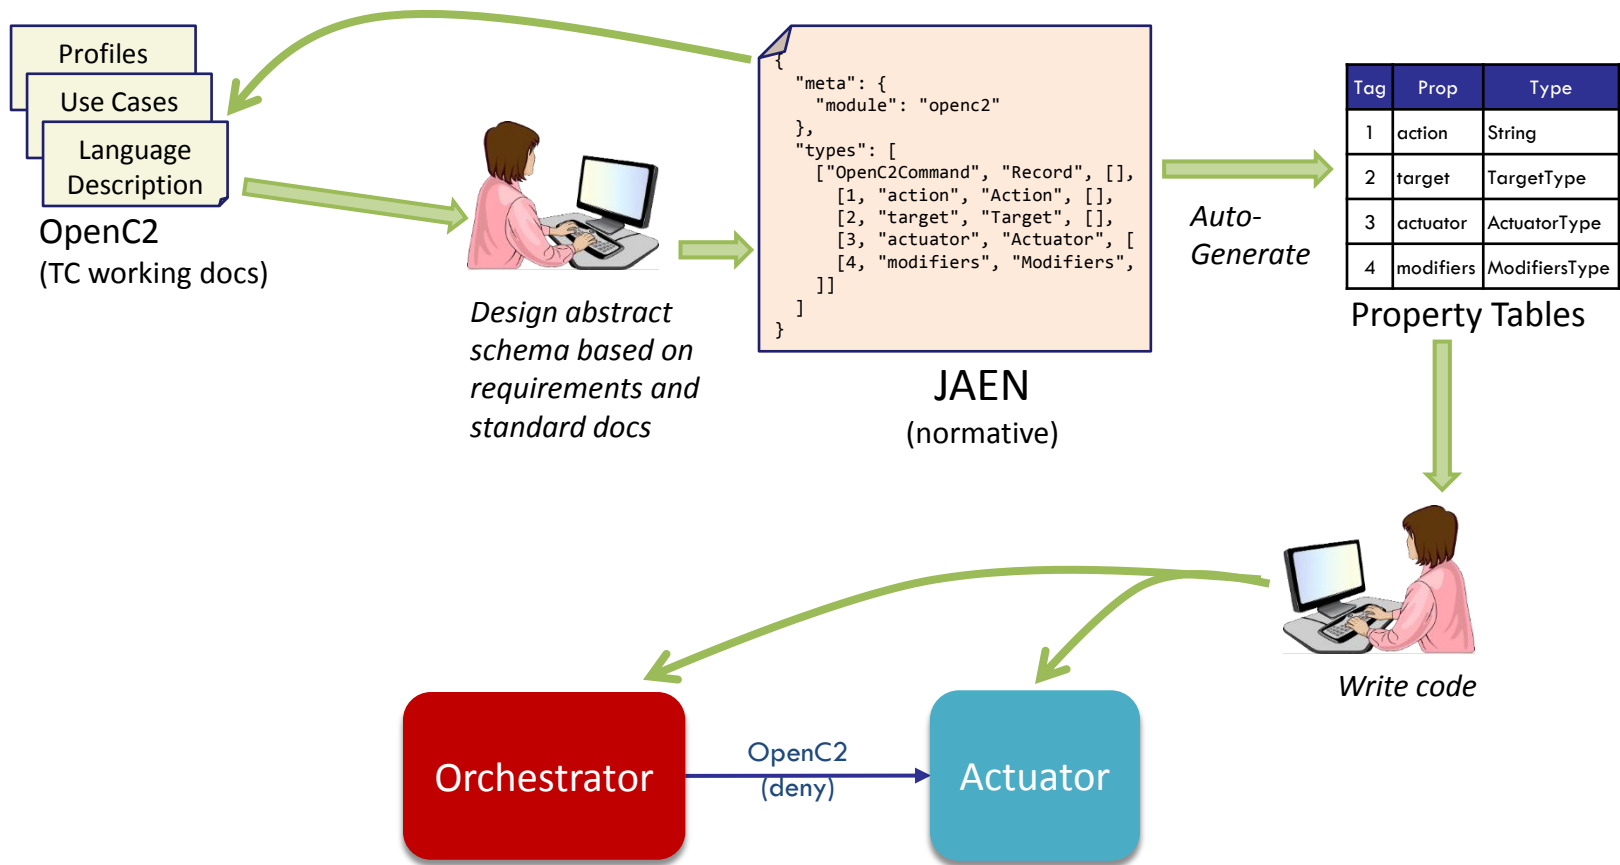 Profiles
Use Cases
Language
Description
OpenC2
(TC working docs)
Design abstract
schema based on
requirements and
standard docs
{
"meta": {
"module": "openc2"
},
"types": [
["OpenC2Command", "Record", [],
[1, "action", "Action", [],
[2, "target", "Target", [],
[3, "actuator", "Actuator", [
[4, "modifiers", "Modifiers",
]]
]
}
JAEN
(normative)
Auto-
Generate
Tag Prop Type
1 action String
2 target TargetType
3 actuator ActuatorType
4 modifiers ModifiersType
Property Tables
Write code
Orchestrator
OpenC2
(deny)
Actuator